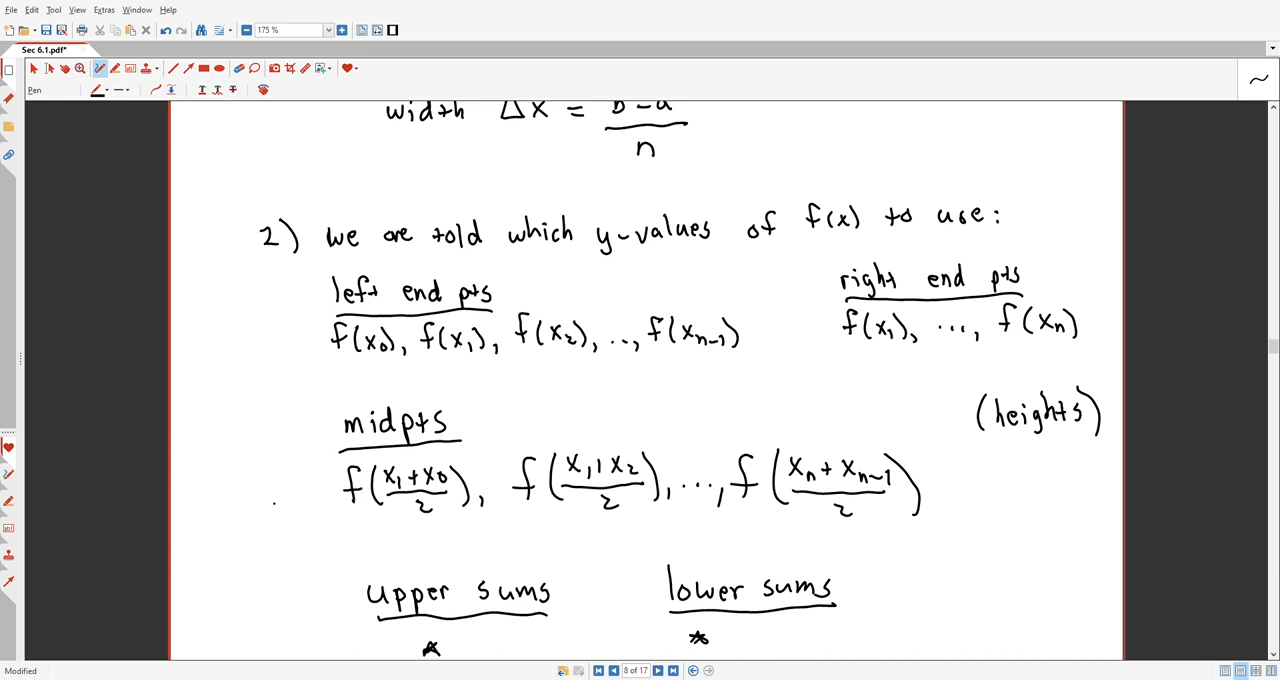 File Edit Tool View Extras Window Help
175 %
Sec 6.1.pdf*
Pen
width Δx = b-a / n
2) we are told which y-values of f(x) to use:
left end pts
right end pts
f(x₀), f(x₁), f(x₂), ..., f(xₙ₋₁)
f(x₁), ..., f(xₙ)
midpts
(heights)
f(x₁+x₀ / 2), f(x₁,x₂ / 2), ..., f(xₙ+xₙ₋₁ / 2)
upper sums
lower sums
Modified
8 of 17